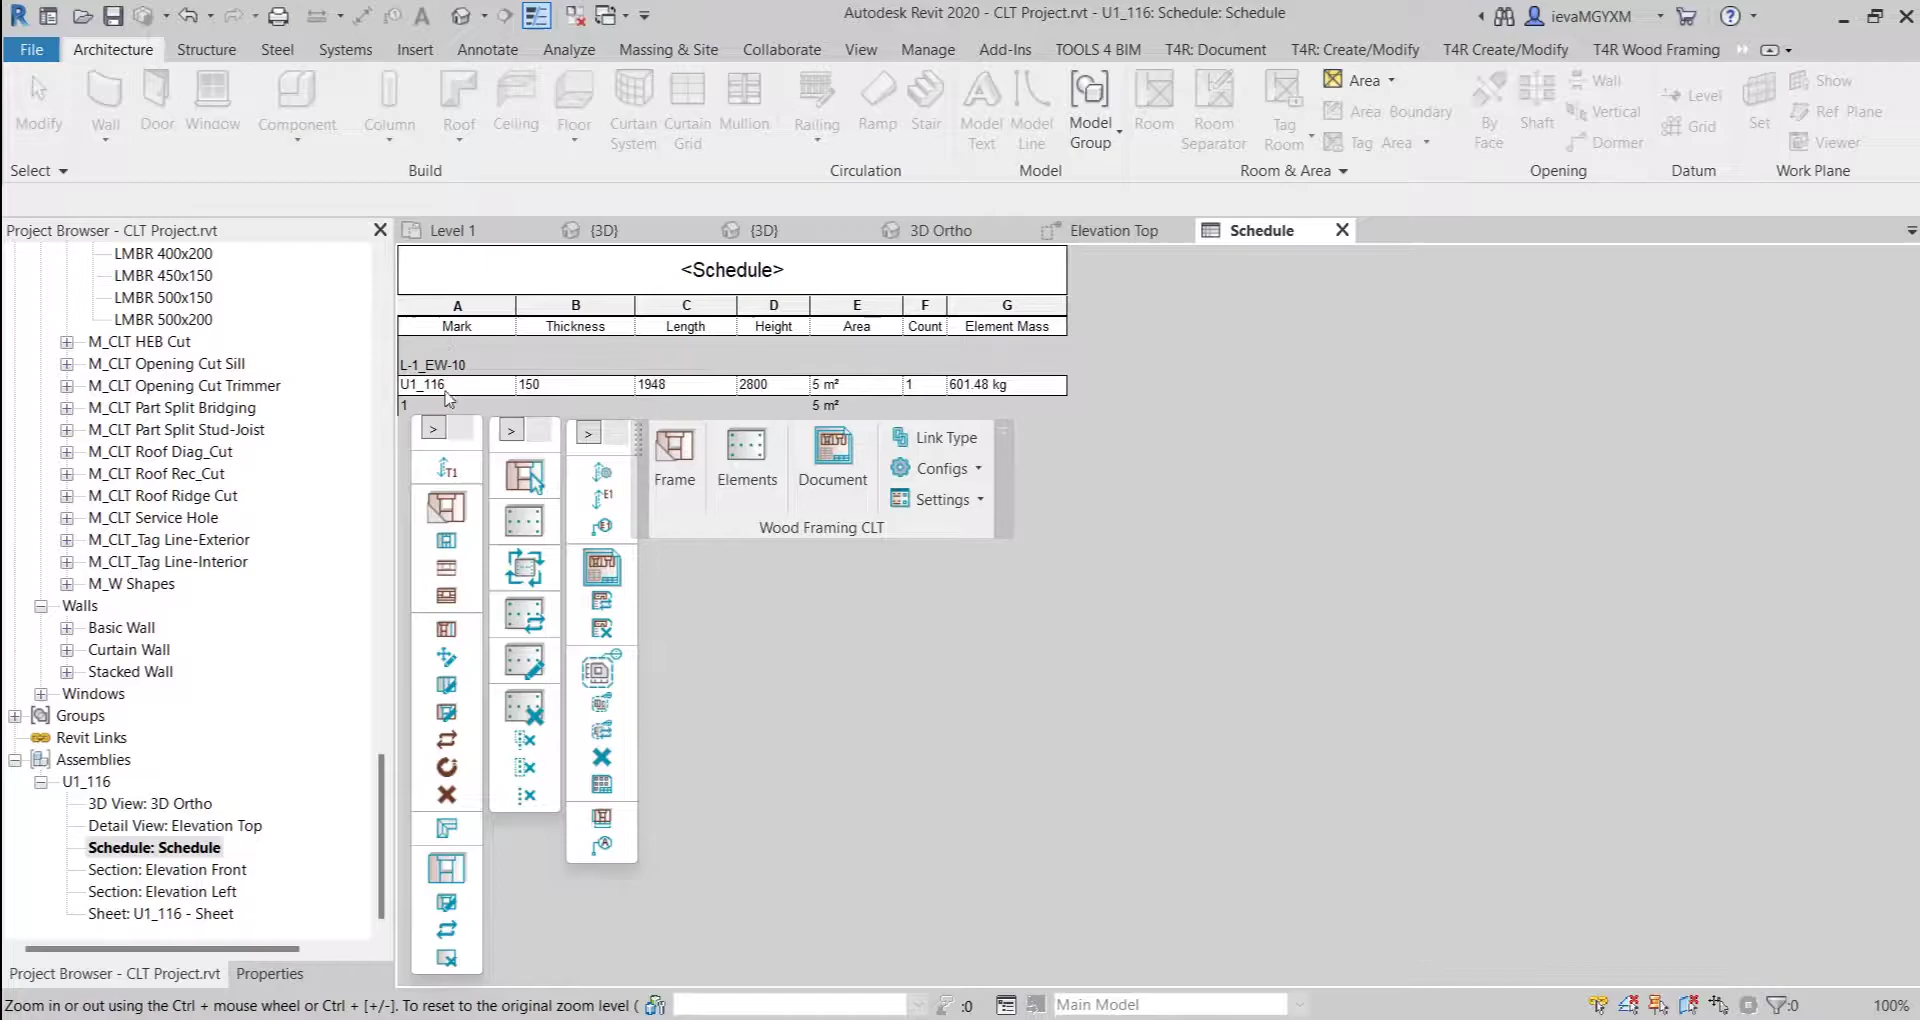 Autodesk Revit 2020 - CLT Project.rvt - U1_116: Schedule: Schedule
ievaMGYXM
File Architecture Structure Steel Systems Insert Annotate Analyze Massing & Site Collaborate View Manage Add-Ins TOOLS 4 BIM T4R: Document T4R: Create/Modify T4R Create/Modify T4R Wood Framing
Modify Wall Door Window Component Column Roof Ceiling Floor Curtain System Curtain Grid Mullion Railing Ramp Stair Model Text Model Line Model Group Room Room Separator Tag Room
Area
Area Boundary
Tag Area
By Face Shaft
Wall
Vertical
Dormer
Level
Grid
Set
Show
Ref Plane
Viewer
Select Build Circulation Model Room & Area Opening Datum Work Plane
Project Browser - CLT Project.rvt
Level 1 {3D} {3D} 3D Ortho Elevation Top Schedule
LMBR 400x200
LMBR 450x150
LMBR 500x150
LMBR 500x200
M_CLT HEB Cut
M_CLT Opening Cut Sill
M_CLT Opening Cut Trimmer
M_CLT Part Split Bridging
M_CLT Part Split Stud-Joist
M_CLT Roof Diag_Cut
M_CLT Roof Rec_Cut
M_CLT Roof Ridge Cut
M_CLT Service Hole
M_CLT_Tag Line-Exterior
M_CLT_Tag Line-Interior
M_W Shapes
Walls
Basic Wall
Curtain Wall
Stacked Wall
Windows
Groups
Revit Links
Assemblies
U1_116
3D View: 3D Ortho
Detail View: Elevation Top
Schedule: Schedule
Section: Elevation Front
Section: Elevation Left
Sheet: U1_116 - Sheet
<Schedule>
A B C D E F G
Mark Thickness Length Height Area Count Element Mass
L-1_EW-10
U1_116 150 1948 2800 5 m² 1 601.48 kg
1 5 m²
> > >
T1
E1
Frame Elements Document
Link Type
Configs
Settings
Wood Framing CLT
Project Browser - CLT Project.rvt Properties
Zoom in or out using the Ctrl + mouse wheel or Ctrl + [+/-]. To reset to the original zoom level (
:0
Main Model
:0
100%